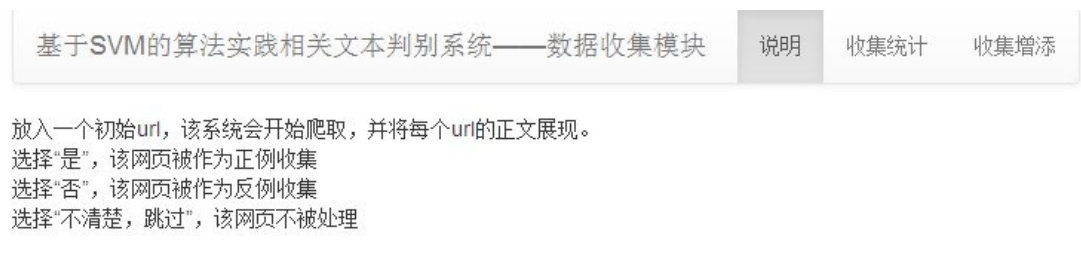 基于SVM的算法实践相关文本判别系统——数据收集模块 说明 收集统计 收集增添
放入一个初始url，该系统会开始爬取，并将每个url的正文展现。
选择“是”，该网页被作为正例收集
选择“否”，该网页被作为反例收集
选择“不清楚，跳过”，该网页不被处理